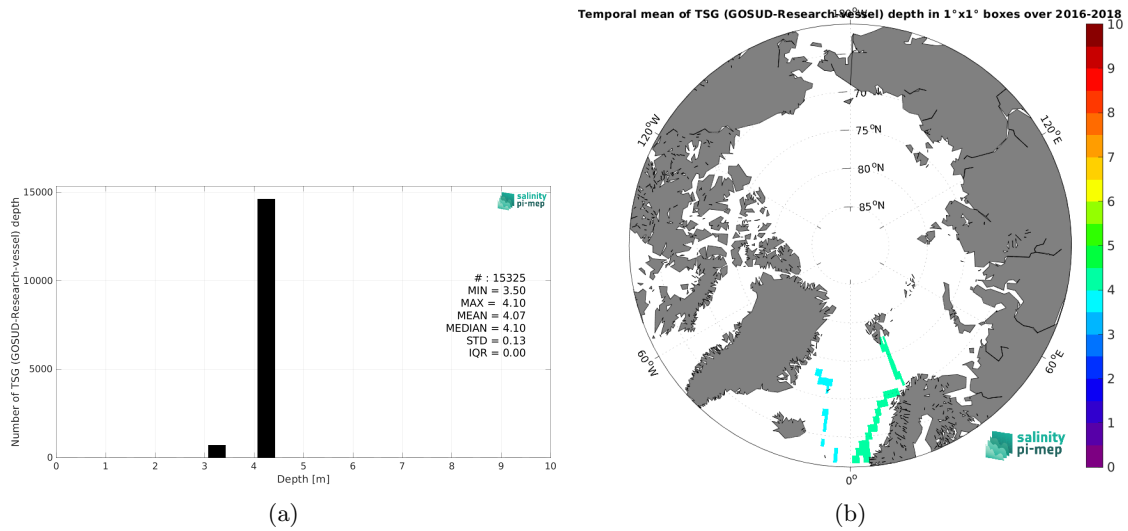 Temporal mean of TSG (GOSUD-Research-vessel) depth in 1°x1° boxes over 2016-2018
15000
10000
5000
0
Number of TSG (GOSUD-Research-vessel) depth
salinity
pi-mep
# : 15325
MIN = 3.50
MAX = 4.10
MEAN = 4.07
MEDIAN = 4.10
STD = 0.13
IQR = 0.00
0 1 2 3 4 5 6 7 8 9 10
Depth [m]
(a)
180°W
120°W
120°E
60°W
60°E
0°
70
75°N
80°N
85°N
salinity
pi-mep
10
9
8
7
6
5
4
3
2
1
0
(b)